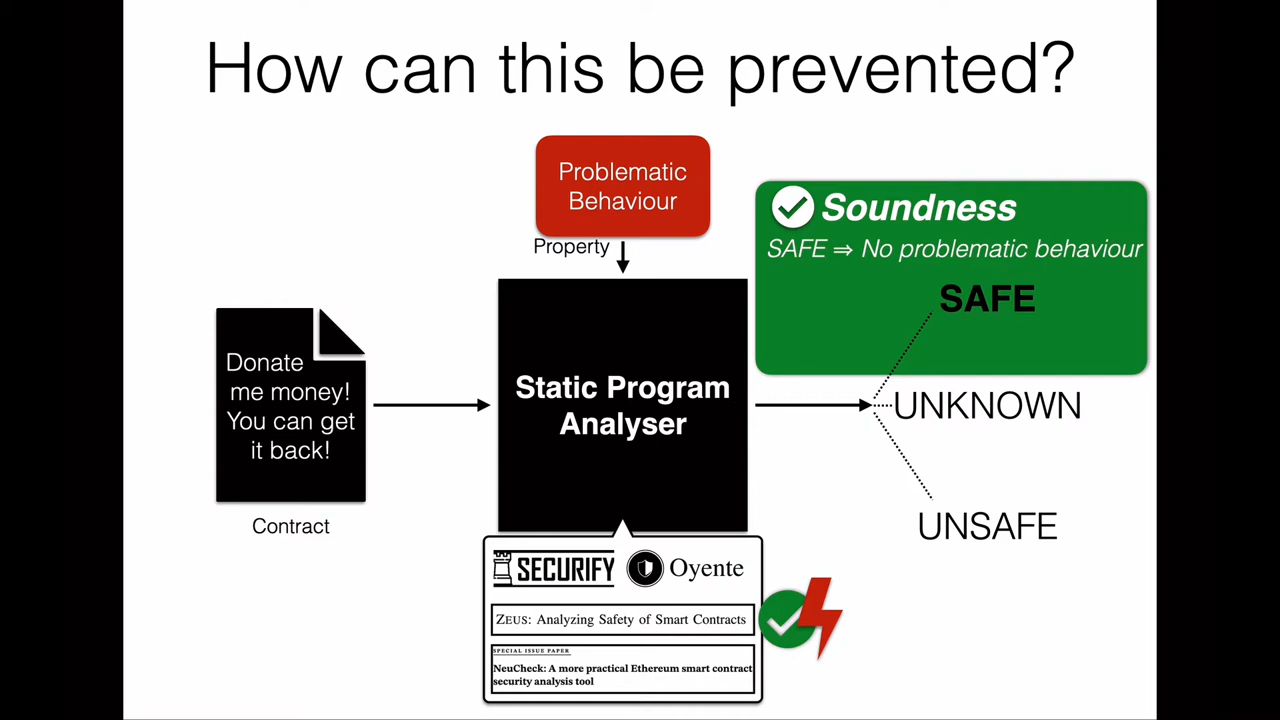 How can this be prevented?
Problematic
Behaviour
Property
Soundness
SAFE ⇒ No problematic behaviour
SAFE
Donate
me money!
You can get
it back!
Contract
Static Program
Analyser
UNKNOWN
UNSAFE
SECURIFY
Oyente
ZEUS: Analyzing Safety of Smart Contracts
SPECIAL ISSUE PAPER
NeuCheck: A more practical Ethereum smart contract
security analysis tool